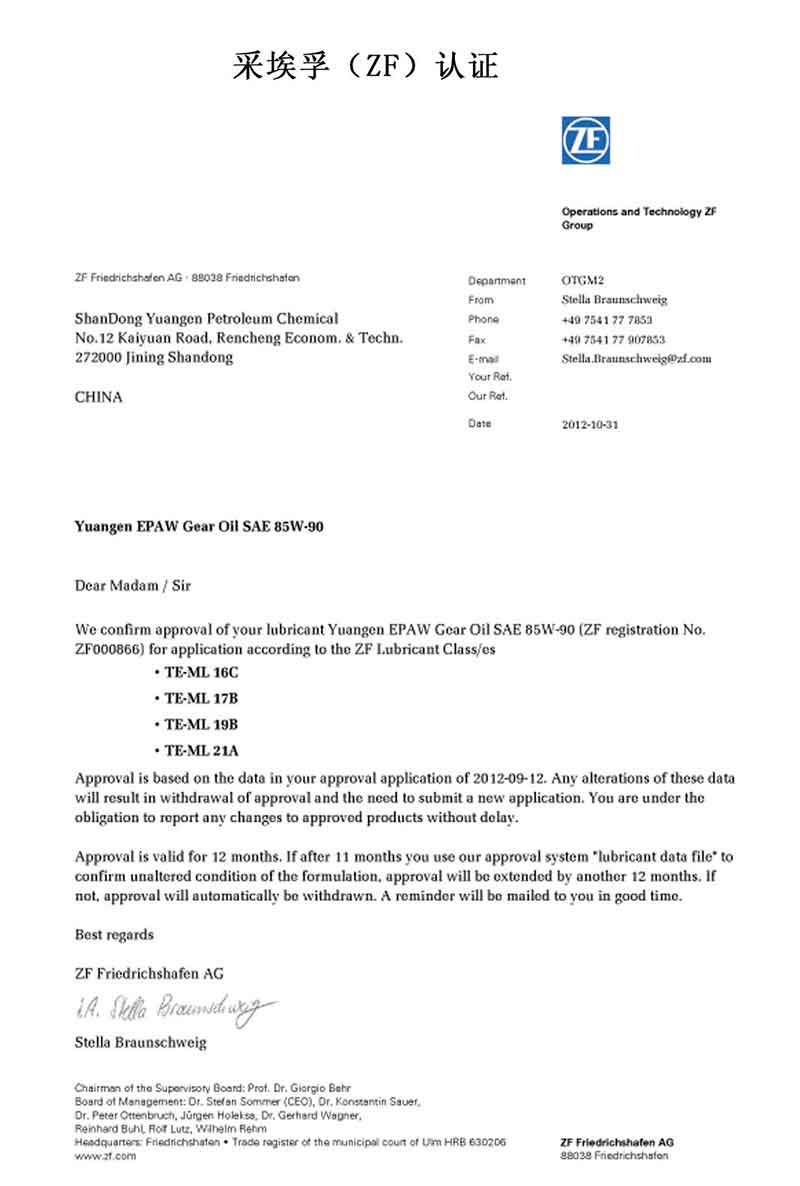 采埃孚（ZF）认证
ZF
Operations and Technology ZF
Group
ZF Friedrichshafen AG · 88038 Friedrichshafen
ShanDong Yuangen Petroleum Chemical
No.12 Kaiyuan Road, Rencheng Econom. & Techn.
272000 Jining Shandong
CHINA
Department OTGM2
From Stella Braunschweig
Phone +49 7541 77 7853
Fax +49 7541 77 907853
E-mail Stella.Braunschweig@zf.com
Your Ref.
Our Ref.
Date 2012-10-31
Yuangen EPAW Gear Oil SAE 85W-90
Dear Madam / Sir
We confirm approval of your lubricant Yuangen EPAW Gear Oil SAE 85W-90 (ZF registration No.
ZF000866) for application according to the ZF Lubricant Class/es
• TE-ML 16C
• TE-ML 17B
• TE-ML 19B
• TE-ML 21A
Approval is based on the data in your approval application of 2012-09-12. Any alterations of these data
will result in withdrawal of approval and the need to submit a new application. You are under the
obligation to report any changes to approved products without delay.
Approval is valid for 12 months. If after 11 months you use our approval system "lubricant data file" to
confirm unaltered condition of the formulation, approval will be extended by another 12 months. If
not, approval will automatically be withdrawn. A reminder will be mailed to you in good time.
Best regards
ZF Friedrichshafen AG
i.A. Stella Braunschweig
Stella Braunschweig
Chairman of the Supervisory Board: Prof. Dr. Giorgio Behr
Board of Management: Dr. Stefan Sommer (CEO), Dr. Konstantin Sauer,
Dr. Peter Ottenbruch, Jürgen Holeksa, Dr. Gerhard Wagner,
Reinhard Buhl, Rolf Lutz, Wilhelm Rehm
Headquarters: Friedrichshafen • Trade register of the municipal court of Ulm HRB 630206
www.zf.com
ZF Friedrichshafen AG
88038 Friedrichshafen